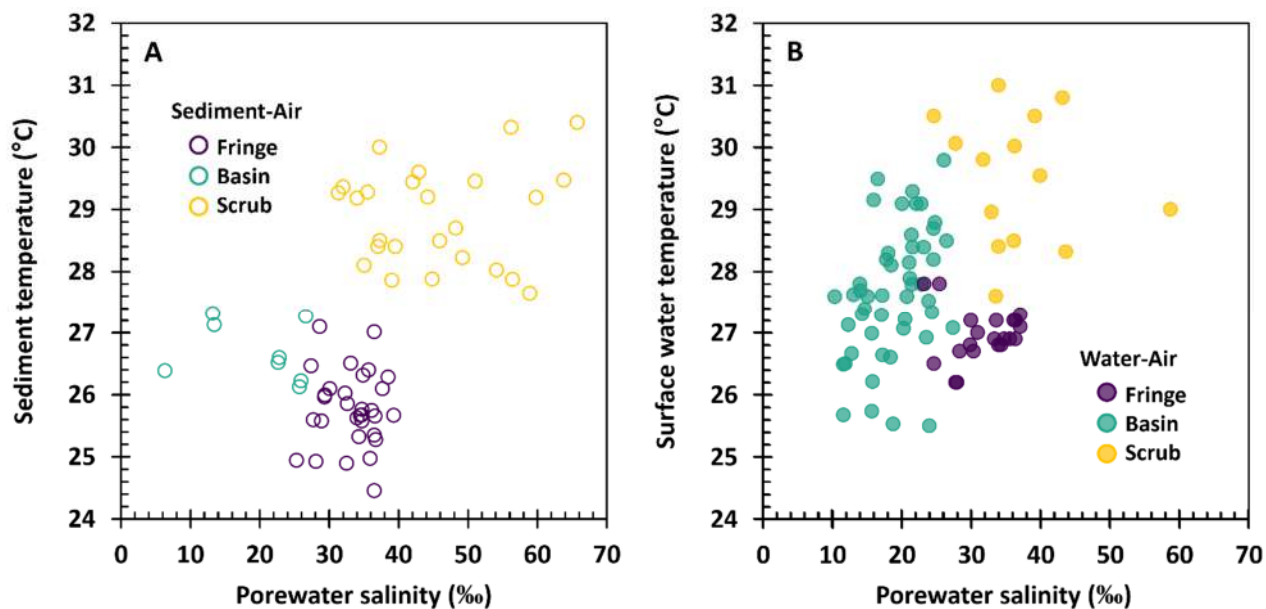 A
Sediment temperature (°C)
32
31
30
29
28
27
26
25
24
Sediment-Air
Fringe
Basin
Scrub
0 10 20 30 40 50 60 70
Porewater salinity (‰)
B
Surface water temperature (°C)
32
31
30
29
28
27
26
25
24
Water-Air
Fringe
Basin
Scrub
0 10 20 30 40 50 60 70
Porewater salinity (‰)